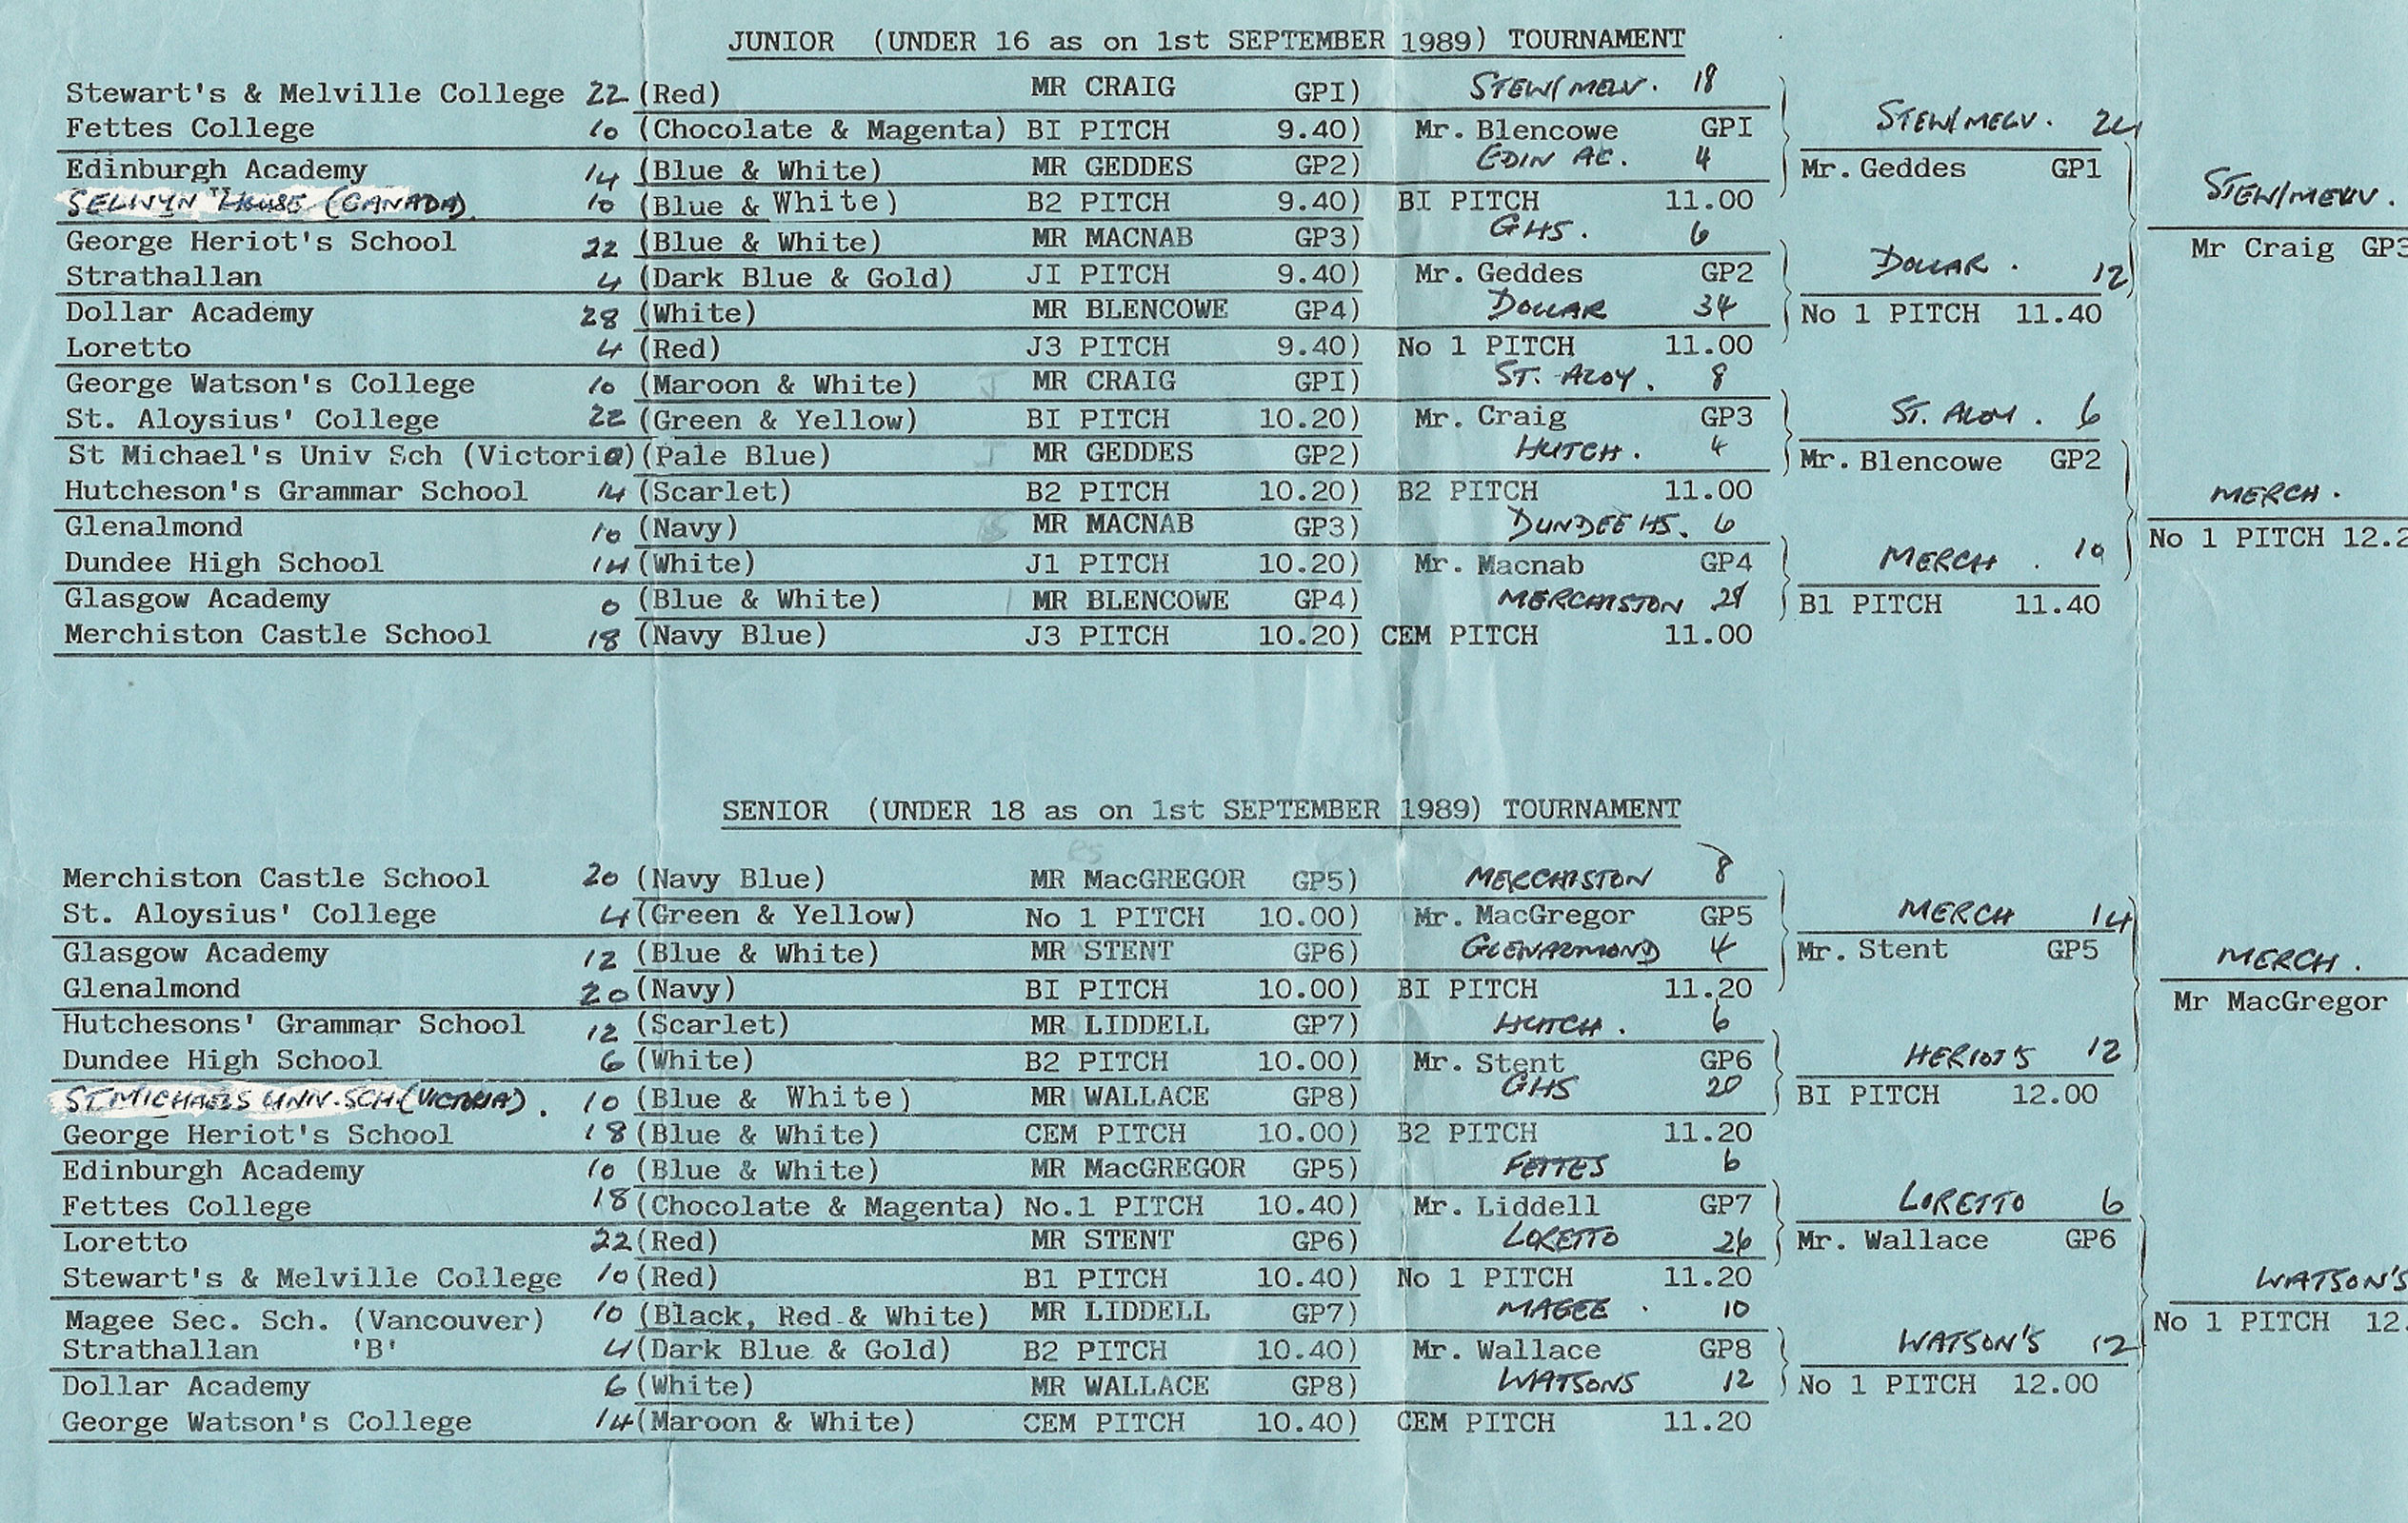 JUNIOR (UNDER 16 as on 1st SEPTEMBER 1989) TOURNAMENT
Stewart's & Melville College 22 (Red) MR CRAIG GPI) STEW/MELV. 18
Fettes College 10 (Chocolate & Magenta) BI PITCH 9.40) Mr. Blencowe GPI STEW/MELV. 24
Edinburgh Academy 14 (Blue & White) MR GEDDES GP2) EDIN AC. 4 Mr. Geddes GP1
SELWYN HOUSE (CANADA) 10 (Blue & White) B2 PITCH 9.40) BI PITCH 11.00 STEW/MELV.
George Heriot's School 22 (Blue & White) MR MACNAB GP3) GHS. 6 Mr Craig GP3
Strathallan 4 (Dark Blue & Gold) JI PITCH 9.40) Mr. Geddes GP2 DOLLAR. 12
Dollar Academy 28 (White) MR BLENCOWE GP4) DOLLAR 34 No 1 PITCH 11.40
Loretto 4 (Red) J3 PITCH 9.40) No 1 PITCH 11.00
George Watson's College 10 (Maroon & White) MR CRAIG GPI) ST. ALOY. 8
St. Aloysius' College 22 (Green & Yellow) BI PITCH 10.20) Mr. Craig GP3 ST. ALOY. 6
St Michael's Univ Sch (Victoria) (Pale Blue) MR GEDDES GP2) HUTCH. 4 Mr. Blencowe GP2
Hutcheson's Grammar School 14 (Scarlet) B2 PITCH 10.20) B2 PITCH 11.00 MERCH.
Glenalmond 10 (Navy) MR MACNAB GP3) DUNDEE HS. 6 No 1 PITCH 12.2
Dundee High School 14 (White) J1 PITCH 10.20) Mr. Macnab GP4 MERCH. 10
Glasgow Academy 0 (Blue & White) MR BLENCOWE GP4) MERCHISTON B1 PITCH 11.40
Merchiston Castle School 18 (Navy Blue) J3 PITCH 10.20) CEM PITCH 11.00
SENIOR (UNDER 18 as on 1st SEPTEMBER 1989) TOURNAMENT
Merchiston Castle School 20 (Navy Blue) MR MacGREGOR GP5) MERCHISTON 8
St. Aloysius' College 4 (Green & Yellow) No 1 PITCH 10.00) Mr. MacGregor GP5 MERCH 14
Glasgow Academy 12 (Blue & White) MR STENT GP6) GLENALMOND 4 Mr. Stent GP5 MERCH.
Glenalmond 20 (Navy) BI PITCH 10.00) BI PITCH 11.20 Mr MacGregor
Hutchesons' Grammar School 12 (Scarlet) MR LIDDELL GP7) HUTCH. 6
Dundee High School 6 (White) B2 PITCH 10.00) Mr. Stent GP6 HERIOT'S 12
ST MICHAELS UNIV. SCH (VICTORIA). 10 (Blue & White) MR WALLACE GP8) GHS 20 BI PITCH 12.00
George Heriot's School 18 (Blue & White) CEM PITCH 10.00) B2 PITCH 11.20
Edinburgh Academy 10 (Blue & White) MR MacGREGOR GP5) FETTES 6
Fettes College 18 (Chocolate & Magenta) No.1 PITCH 10.40) Mr. Liddell GP7 LORETTO 6
Loretto 22 (Red) MR STENT GP6) LORETTO 26 Mr. Wallace GP6
Stewart's & Melville College 10 (Red) B1 PITCH 10.40) No 1 PITCH 11.20 WATSON'S
Magee Sec. Sch. (Vancouver) 10 (Black, Red & White) MR LIDDELL GP7) MAGEE . 10 No 1 PITCH 12.
Strathallan 'B' 4 (Dark Blue & Gold) B2 PITCH 10.40) Mr. Wallace GP8 WATSON'S 12
Dollar Academy 6 (White) MR WALLACE GP8) WATSONS 12 No 1 PITCH 12.00
George Watson's College 14 (Maroon & White) CEM PITCH 10.40) CEM PITCH 11.20